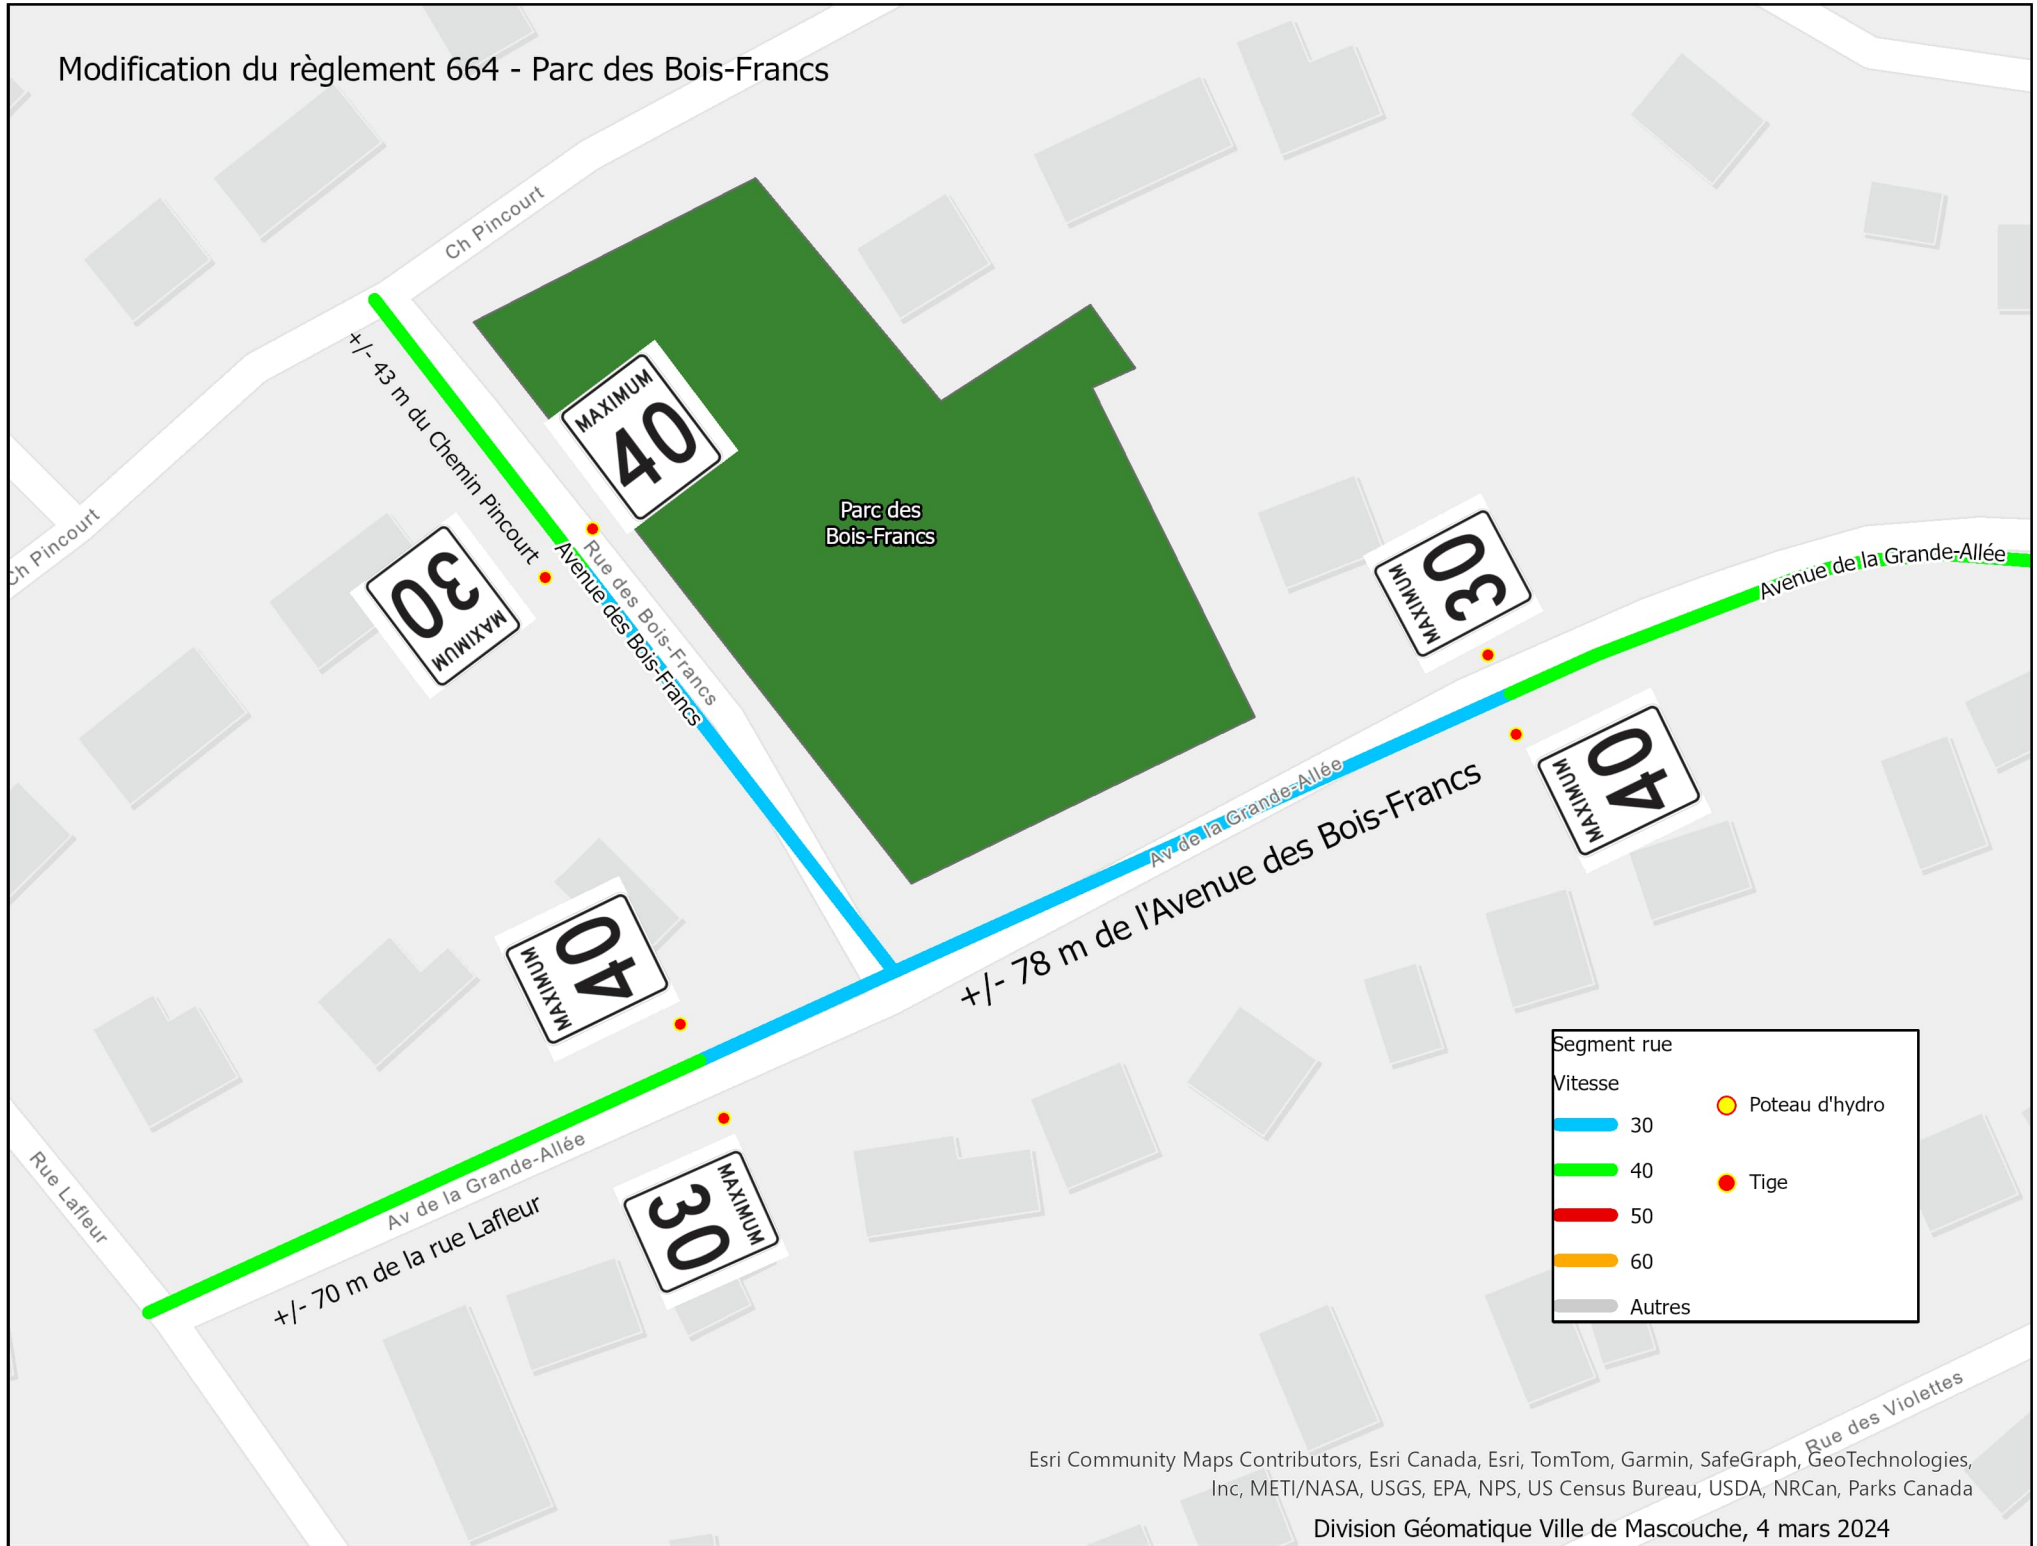 Modification du règlement 664 - Parc des Bois-Francs
Ch Pincourt
+/- 43 m du Chemin Pincourt
MAXIMUM
40
Ch Pincourt
Parc des
Bois-Francs
MAXIMUM
30
Avenue des Bois-Francs
Rue des Bois-Francs
MAXIMUM
30
Avenue de la Grande-Allée
MAXIMUM
40
Av de la Grande-Allée
+/- 78 m de l'Avenue des Bois-Francs
MAXIMUM
40
Rue Lafleur
Av de la Grande-Allée
+/- 70 m de la rue Lafleur
MAXIMUM
30
Segment rue
Vitesse
30
40
50
60
Autres
Poteau d'hydro
Tige
Rue des Violettes
Esri Community Maps Contributors, Esri Canada, Esri, TomTom, Garmin, SafeGraph, GeoTechnologies,
Inc, METI/NASA, USGS, EPA, NPS, US Census Bureau, USDA, NRCan, Parks Canada
Division Géomatique Ville de Mascouche, 4 mars 2024